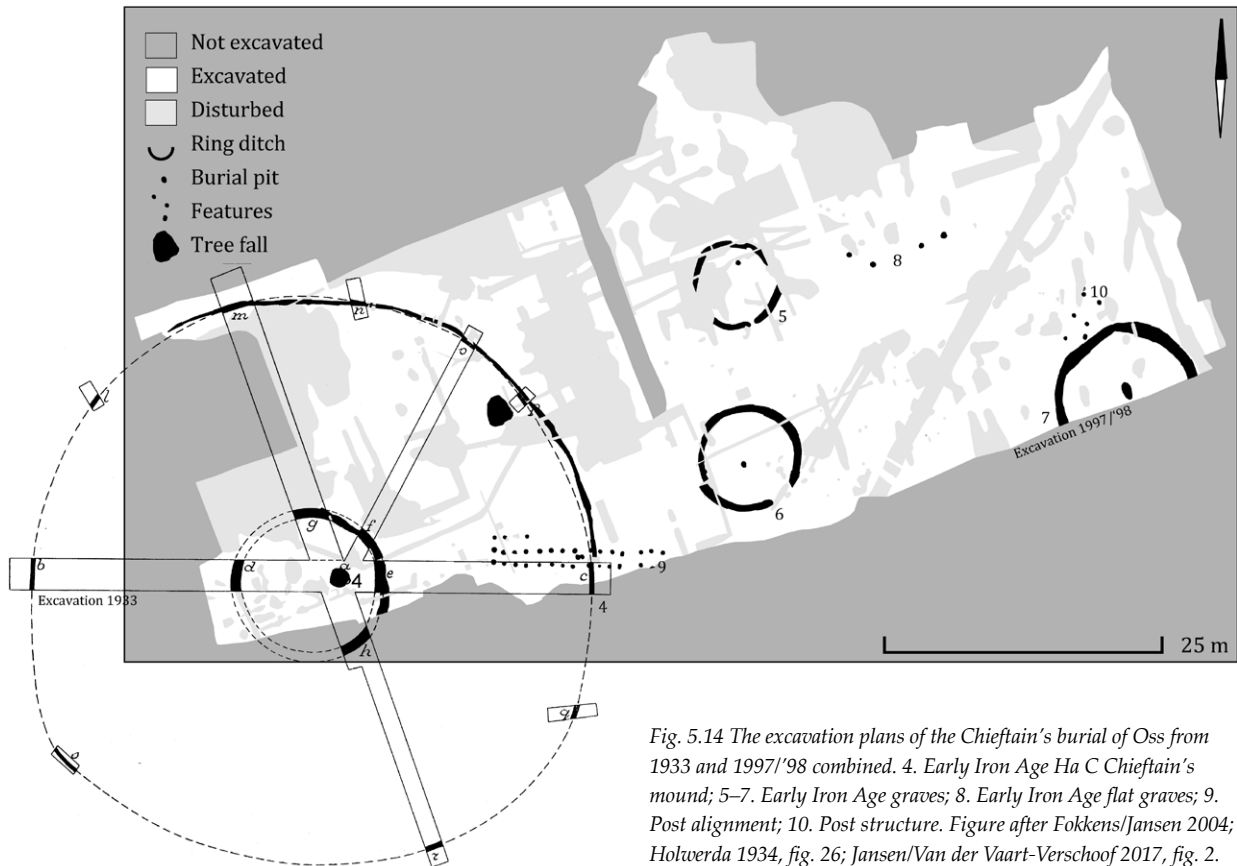 Not excavated
Excavated
Disturbed
Ring ditch
Burial pit
Features
Tree fall
m
n
o
p
l
5
8
10
7
Excavation 1997/'98
6
g
f
d
a
e
4
9
b
c
Excavation 1933
4
h
25 m
q
s
r
Fig. 5.14 The excavation plans of the Chieftain's burial of Oss from
1933 and 1997/'98 combined. 4. Early Iron Age Ha C Chieftain's
mound; 5–7. Early Iron Age graves; 8. Early Iron Age flat graves; 9.
Post alignment; 10. Post structure. Figure after Fokkens/Jansen 2004;
Holwerda 1934, fig. 26; Jansen/Van der Vaart-Verschoof 2017, fig. 2.